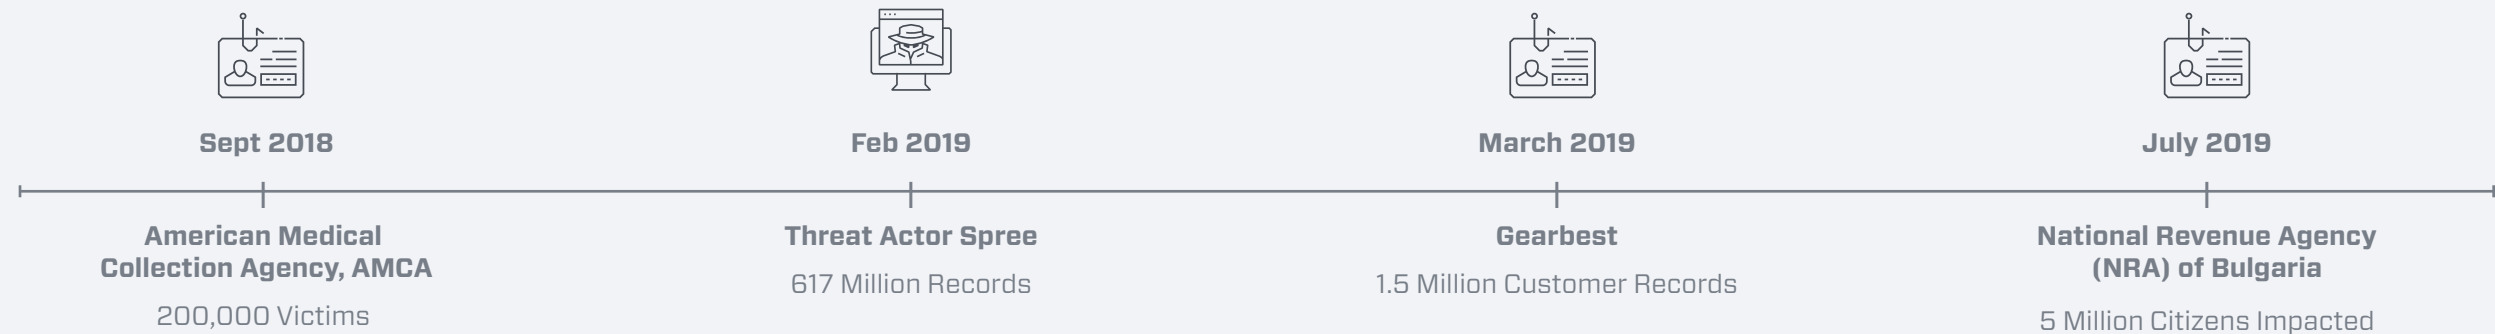 Sept 2018
Feb 2019
March 2019
July 2019
American Medical
Collection Agency, AMCA
200,000 Victims
Threat Actor Spree
617 Million Records
Gearbest
1.5 Million Customer Records
National Revenue Agency
(NRA) of Bulgaria
5 Million Citizens Impacted